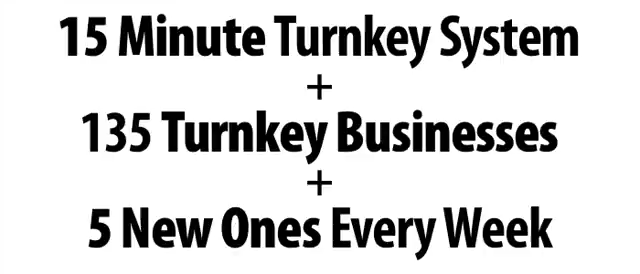 15 Minute Turnkey System
+
135 Turnkey Businesses
+
5 New Ones Every Week